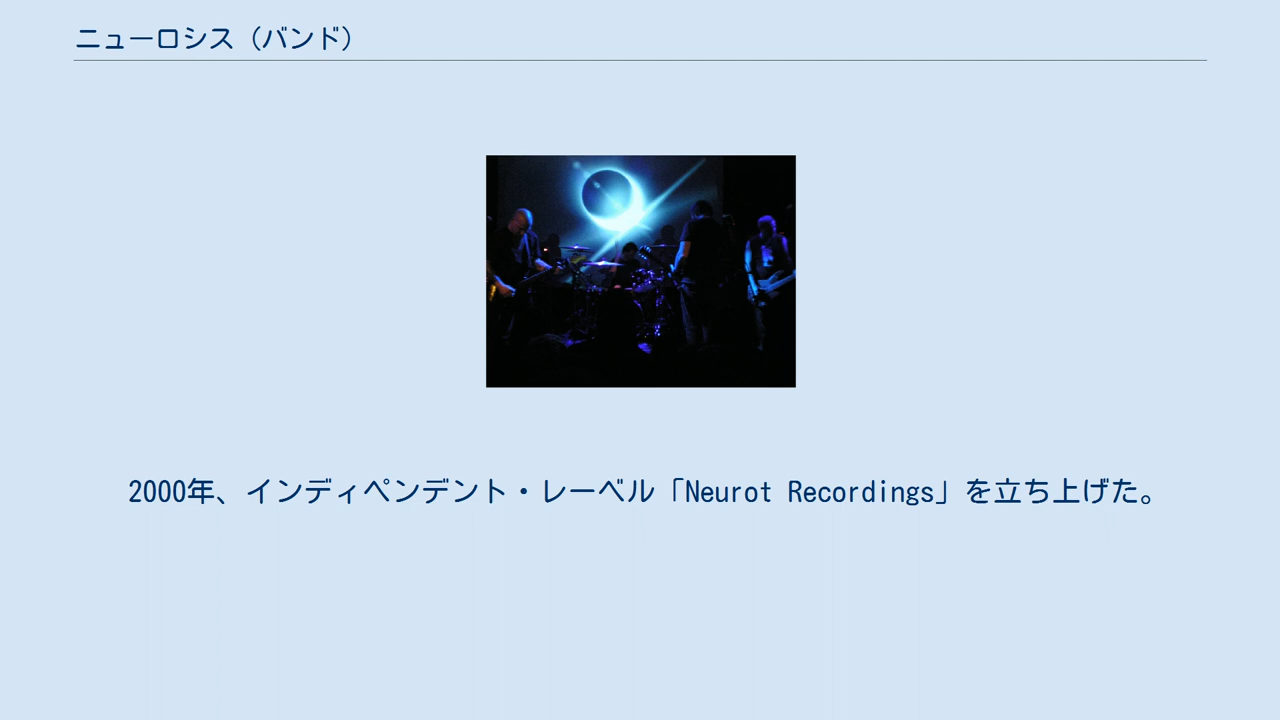 ニューロシス（バンド）
2000年、インディペンデント・レーベル「Neurot Recordings」を立ち上げた。